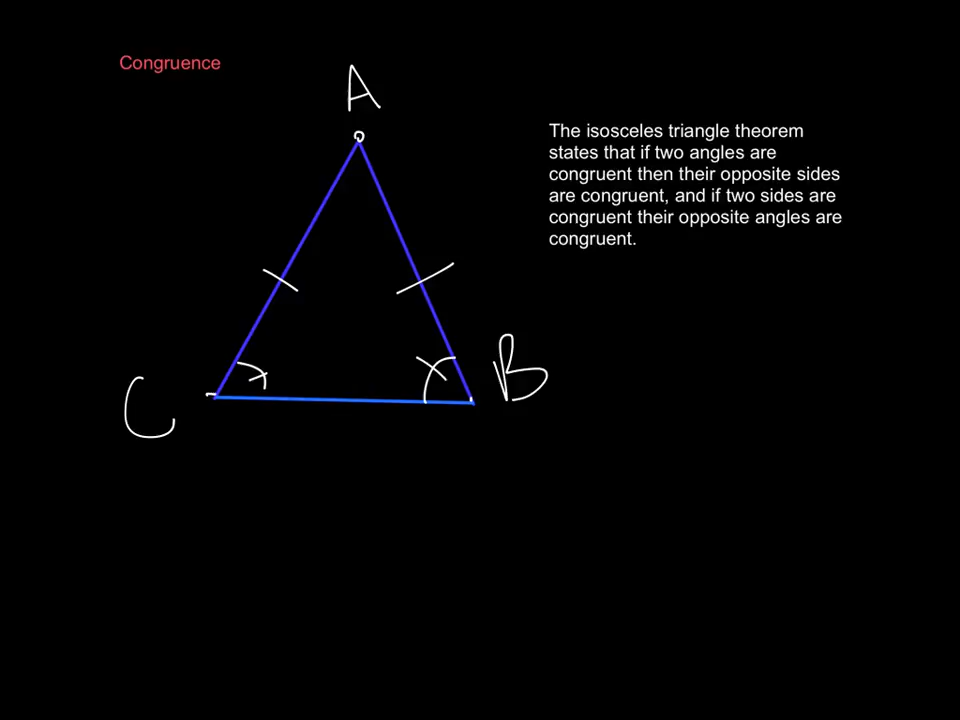 Congruence
A
The isosceles triangle theorem
states that if two angles are
congruent then their opposite sides
are congruent, and if two sides are
congruent their opposite angles are
congruent.
C
B